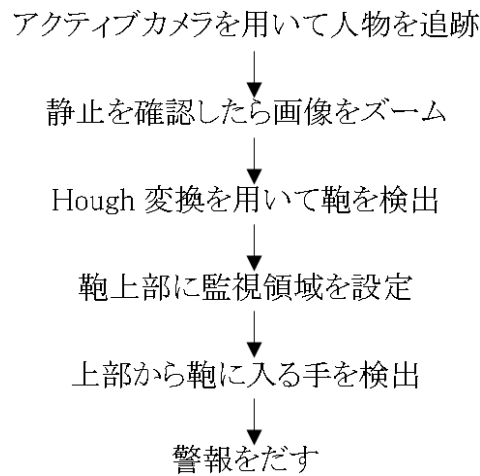 アクティブカメラを用いて人物を追跡
静止を確認したら画像をズーム
Hough 変換を用いて鞄を検出
鞄上部に監視領域を設定
上部から鞄に入る手を検出
警報をだす